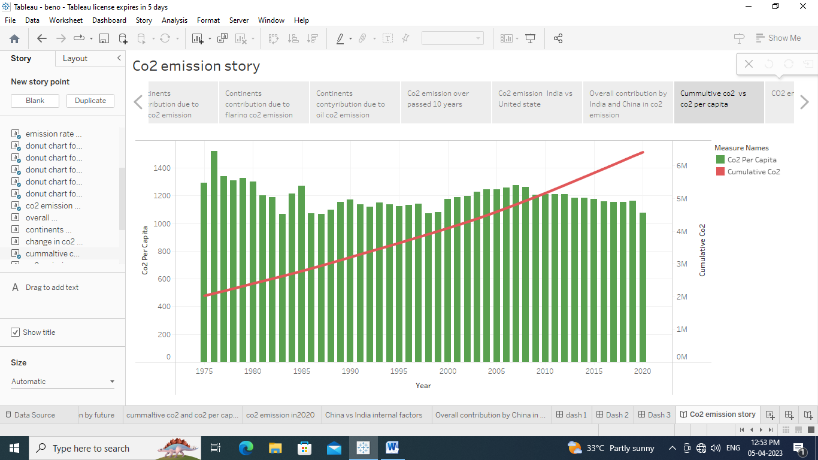 Tableau - beno - Tableau license expires in 5 days
File Data Worksheet Dashboard Story Analysis Format Server Window Help
Show Me
Story Layout
New story point
Blank Duplicate
emission rate ...
donut chart fo...
donut chart fo...
donut chart fo...
donut chart fo...
donut chart fo...
co2 emission ...
overall ...
continents ...
change in co2 ...
cummaltive c...
A Drag to add text
Show title
Size
Automatic
Co2 emission story
tribution due to
co2 emission
Continents
contribution due to
flaring co2 emission
Continents
contyribution due to
oil co2 emission
Co2 emission over
passed 10 years
Co2 emission India vs
United state
Overall contribution by
India and China in co2
emission
Cummultive co2 vs
co2 per capita
CO2 er
Co2 Per Capita
1400
1200
1000
800
600
400
200
0
1975 1980 1985 1990 1995 2000 2005 2010 2015 2020
Year
6M
5M
4M
3M
2M
1M
0M
Cumulative Co2
Measure Names
Co2 Per Capita
Cumulative Co2
Data Source n by future cummaltive co2 and co2 per cap... co2 emission in2020 China vs India internal factors Overall contribution by China in ... dash 1 Dash 2 Dash 3 Co2 emission story
Type here to search
33°C Partly sunny
ENG
12:53 PM
05-04-2023
1